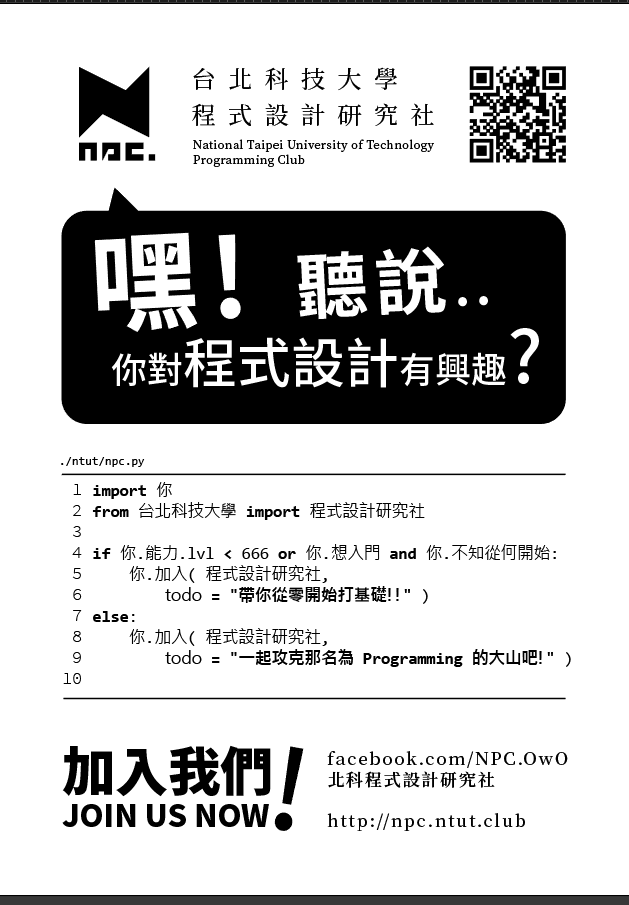 npc.
台北科技大學
程式設計研究社
National Taipei University of Technology
Programming Club
嘿! 聽說..
你對程式設計有興趣?
./ntut/npc.py
1 import 你
2 from 台北科技大學 import 程式設計研究社
3
4 if 你.能力.lvl < 666 or 你.想入門 and 你.不知從何開始:
5 你.加入( 程式設計研究社,
6 todo = "帶你從零開始打基礎!!" )
7 else:
8 你.加入( 程式設計研究社,
9 todo = "一起攻克那名為 Programming 的大山吧!" )
10
加入我們!
JOIN US NOW
facebook.com/NPC.OwO
北科程式設計研究社
http://npc.ntut.club